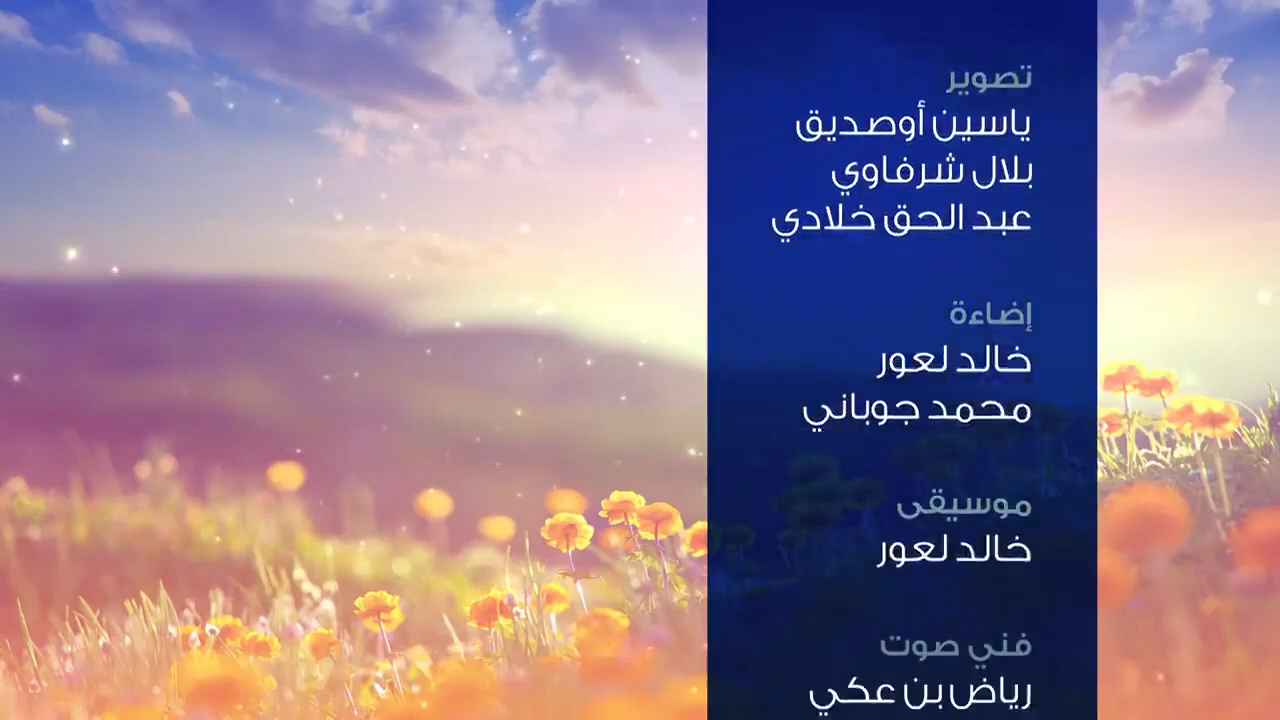 تصوير
ياسين أوصديق
بلال شرفاوي
عبد الحق خلادي
إضاءة
خالد لعور
محمد جوباني
موسيقى
خالد لعور
فني صوت
رياض بن عكي